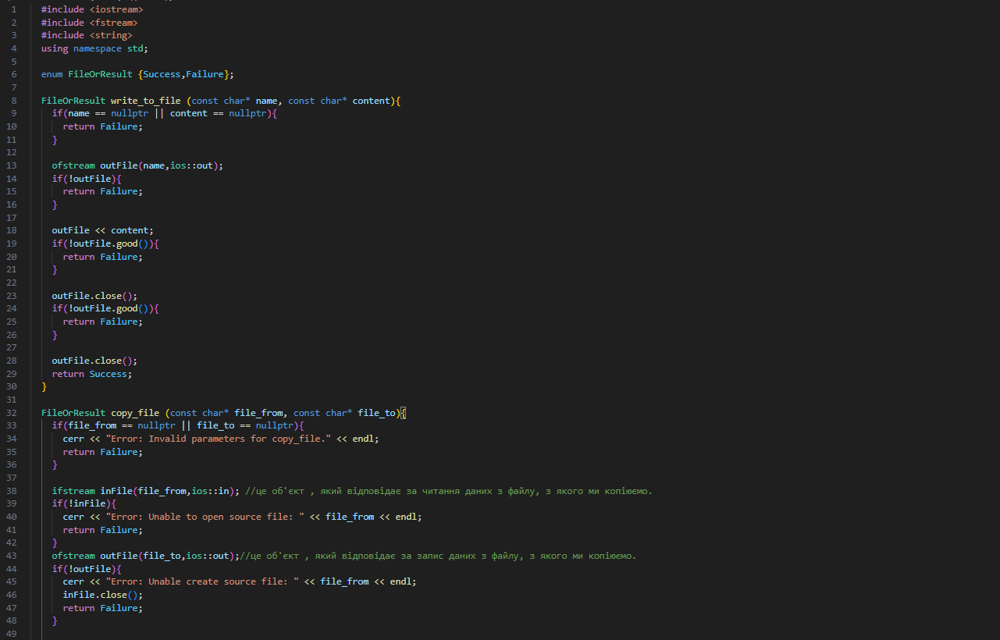 1 #include <iostream>
2 #include <fstream>
3 #include <string>
4 using namespace std;
5
6 enum FileOrResult {Success,Failure};
7
8 FileOrResult write_to_file (const char* name, const char* content){
9   if(name == nullptr || content == nullptr){
10     return Failure;
11   }
12
13   ofstream outFile(name,ios::out);
14   if(!outFile){
15     return Failure;
16   }
17
18   outFile << content;
19   if(!outFile.good()){
20     return Failure;
21   }
22
23   outFile.close();
24   if(!outFile.good()){
25     return Failure;
26   }
27
28   outFile.close();
29   return Success;
30 }
31
32 FileOrResult copy_file (const char* file_from, const char* file_to){
33   if(file_from == nullptr || file_to == nullptr){
34     cerr << "Error: Invalid parameters for copy_file." << endl;
35     return Failure;
36   }
37
38   ifstream inFile(file_from,ios::in); //це об'єкт , який відповідає за читання даних з файлу, з якого ми копіюємо.
39   if(!inFile){
40     cerr << "Error: Unable to open source file: " << file_from << endl;
41     return Failure;
42   }
43   ofstream outFile(file_to,ios::out);//це об'єкт , який відповідає за запис даних з файлу, з якого ми копіюємо.
44   if(!outFile){
45     cerr << "Error: Unable create source file: " << file_from << endl;
46     inFile.close();
47     return Failure;
48   }
49